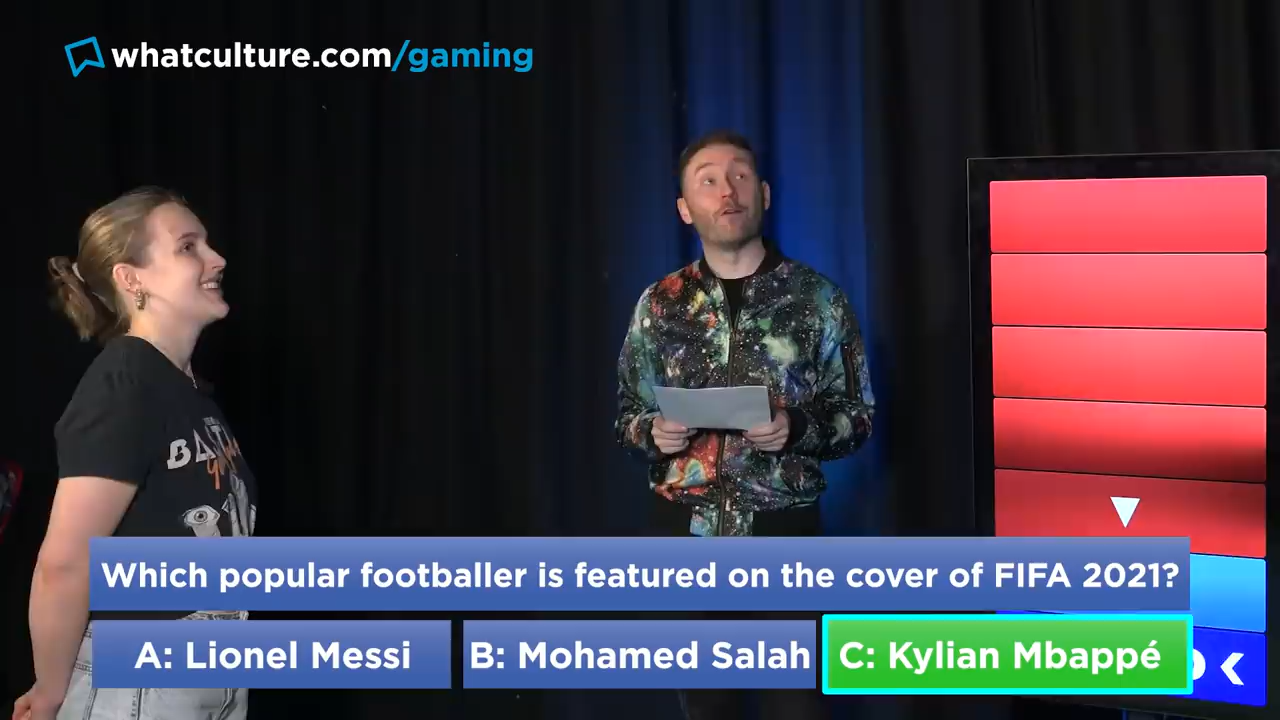 whatculture.com/gaming
Which popular footballer is featured on the cover of FIFA 2021?
A: Lionel Messi
B: Mohamed Salah
C: Kylian Mbappé